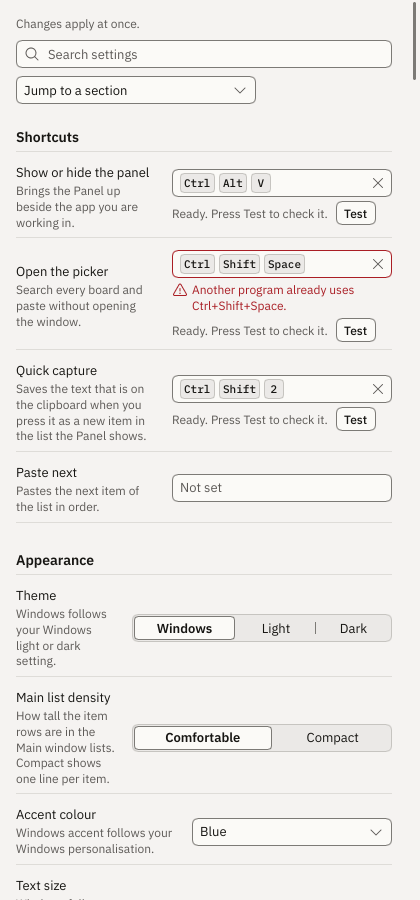 Changes apply at once.
Search settings
Jump to a section
Shortcuts
Show or hide the panel
Brings the Panel up
beside the app you are
working in.
Ctrl Alt V
Ready. Press Test to check it. Test
Open the picker
Search every board and
paste without opening
the window.
Ctrl Shift Space
Another program already uses
Ctrl+Shift+Space.
Ready. Press Test to check it. Test
Quick capture
Saves the text that is on
the clipboard when you
press it as a new item in
the list the Panel shows.
Ctrl Shift 2
Ready. Press Test to check it. Test
Paste next
Pastes the next item of
the list in order.
Not set
Appearance
Theme
Windows follows
your Windows
light or dark
setting.
Windows Light Dark
Main list density
How tall the item
rows are in the
Main window lists.
Compact shows
one line per item.
Comfortable Compact
Accent colour
Windows accent follows your
Windows personalisation.
Blue
Text size